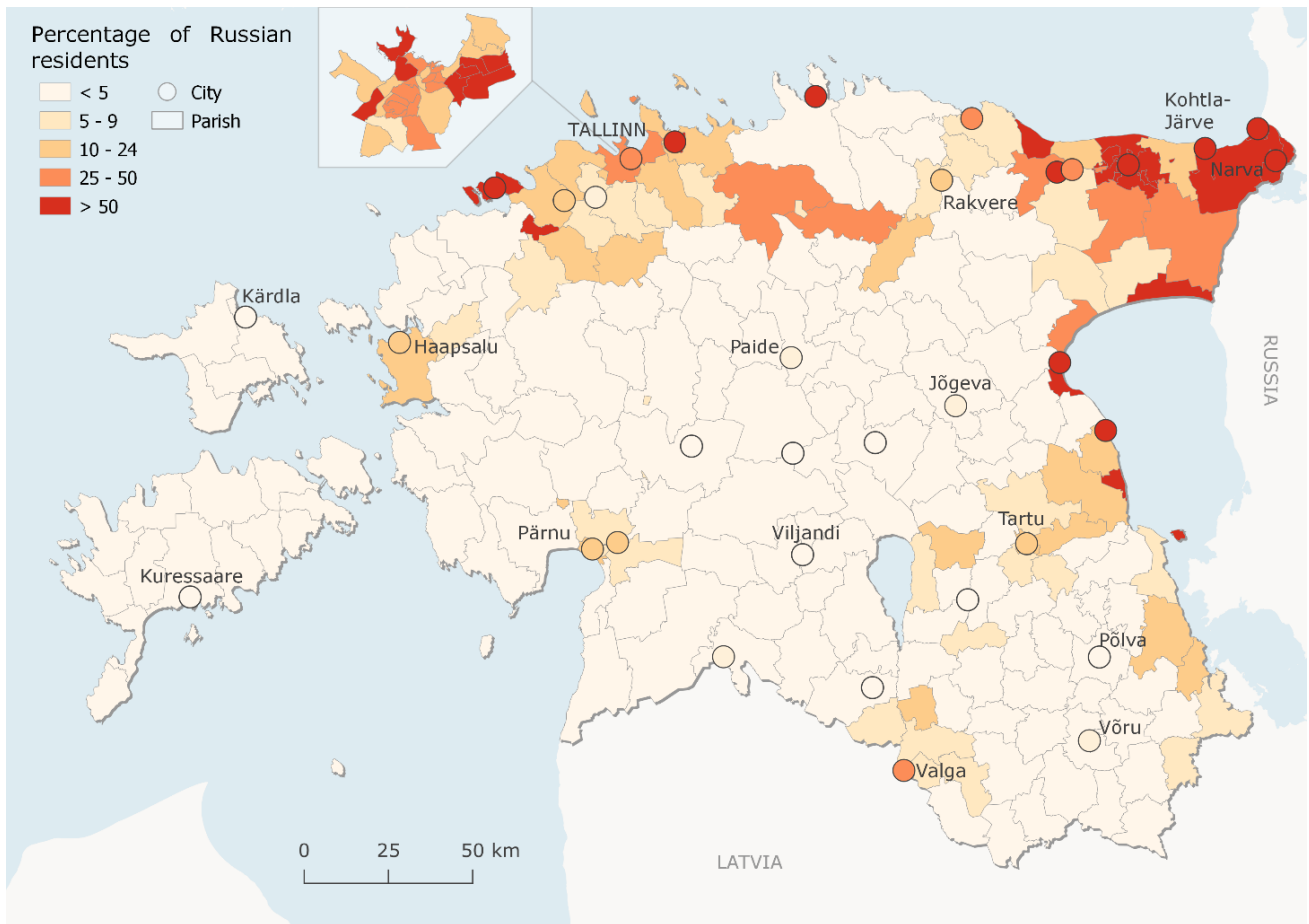 Percentage of Russian
residents
< 5
5 - 9
10 - 24
25 - 50
> 50
City
Parish
TALLINN
Kohtla-
Järve
Narva
Rakvere
Kärdla
Haapsalu
Paide
Jõgeva
RUSSIA
Pärnu
Viljandi
Tartu
Kuressaare
Põlva
Võru
Valga
0 25 50 km
LATVIA